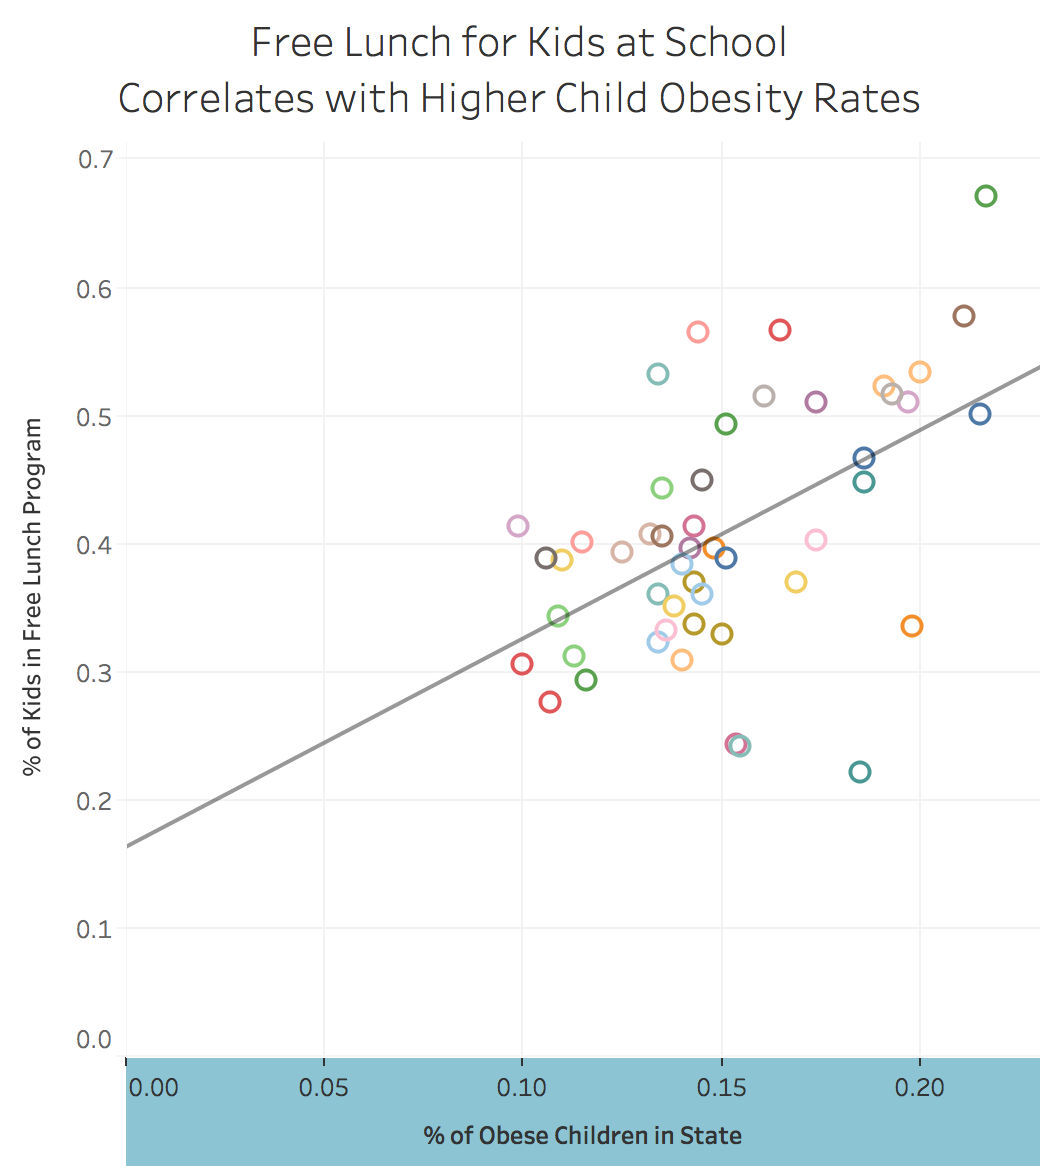 Free Lunch for Kids at School
Correlates with Higher Child Obesity Rates
0.7
0.6
0.5
0.4
0.3
0.2
0.1
0.0
% of Kids in Free Lunch Program
0.00 0.05 0.10 0.15 0.20
% of Obese Children in State